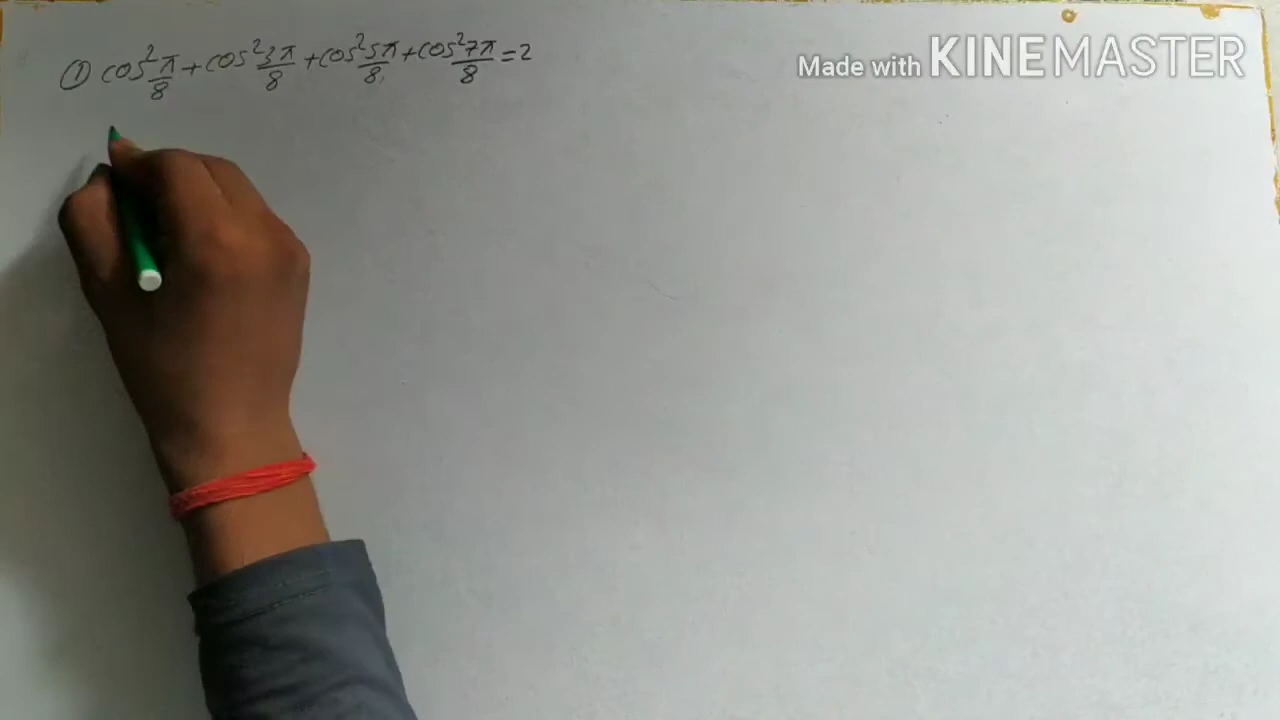 ① cos²π/8 + cos²3π/8 + cos²5π/8 + cos²7π/8 = 2
Made with KINEMASTER